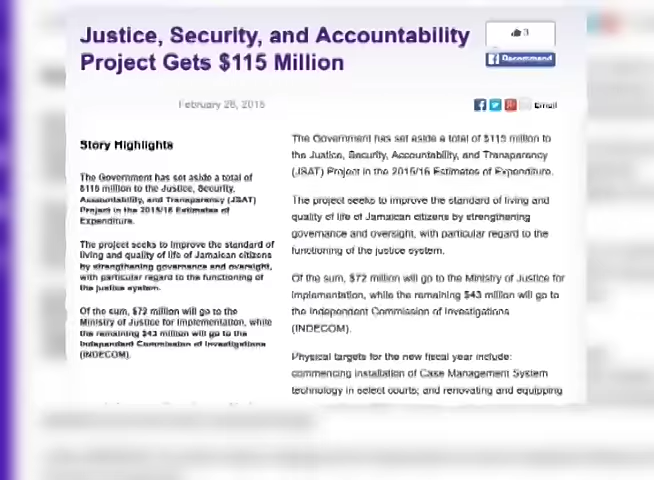 Justice, Security, and Accountability
Project Gets $115 Million
3
Recommend
February 26, 2015
Email
Story Highlights
The Government has set aside a total of
$115 million to the Justice, Security,
Accountability, and Transparency (JSAT)
Project in the 2015/16 Estimates of
Expenditure.
The project seeks to improve the standard of
living and quality of life of Jamaican citizens
by strengthening governance and oversight,
with particular regard to the functioning of
the justice system.
Of the sum, $72 million will go to the
Ministry of Justice for implementation, while
the remaining $43 million will go to the
Independent Commission of Investigations
(INDECOM).
The Government has set aside a total of $115 million to
the Justice, Security, Accountability, and Transparency
(JSAT) Project in the 2015/16 Estimates of Expenditure.
The project seeks to improve the standard of living and
quality of life of Jamaican citizens by strengthening
governance and oversight, with particular regard to the
functioning of the justice system.
Of the sum, $72 million will go to the Ministry of Justice for
implementation, while the remaining $43 million will go to
the Independent Commission of Investigations
(INDECOM).
Physical targets for the new fiscal year include:
commencing installation of Case Management System
technology in select courts; and renovating and equipping